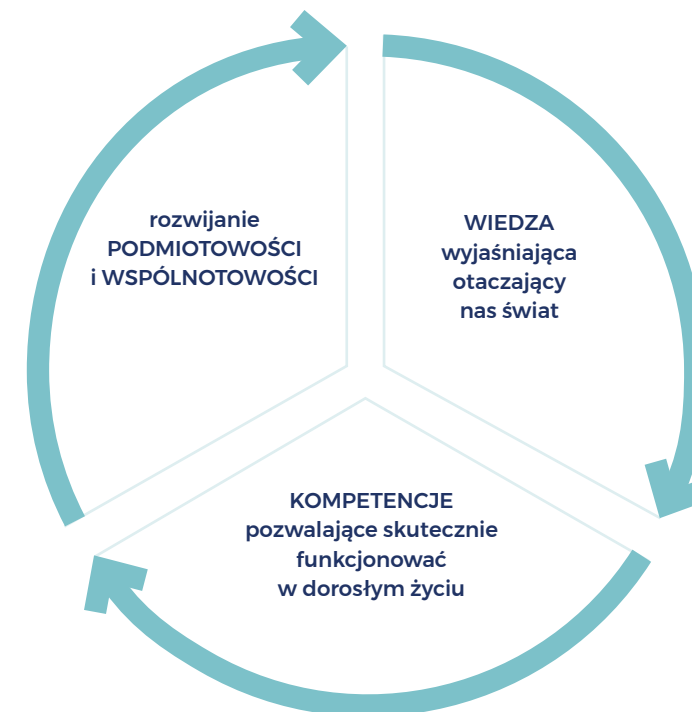 rozwijanie
PODMIOTOWOŚCI
i WSPÓLNOTOWOŚCI
WIEDZA
wyjaśniająca
otaczający
nas świat
KOMPETENCJE
pozwalające skutecznie
funkcjonować
w dorosłym życiu